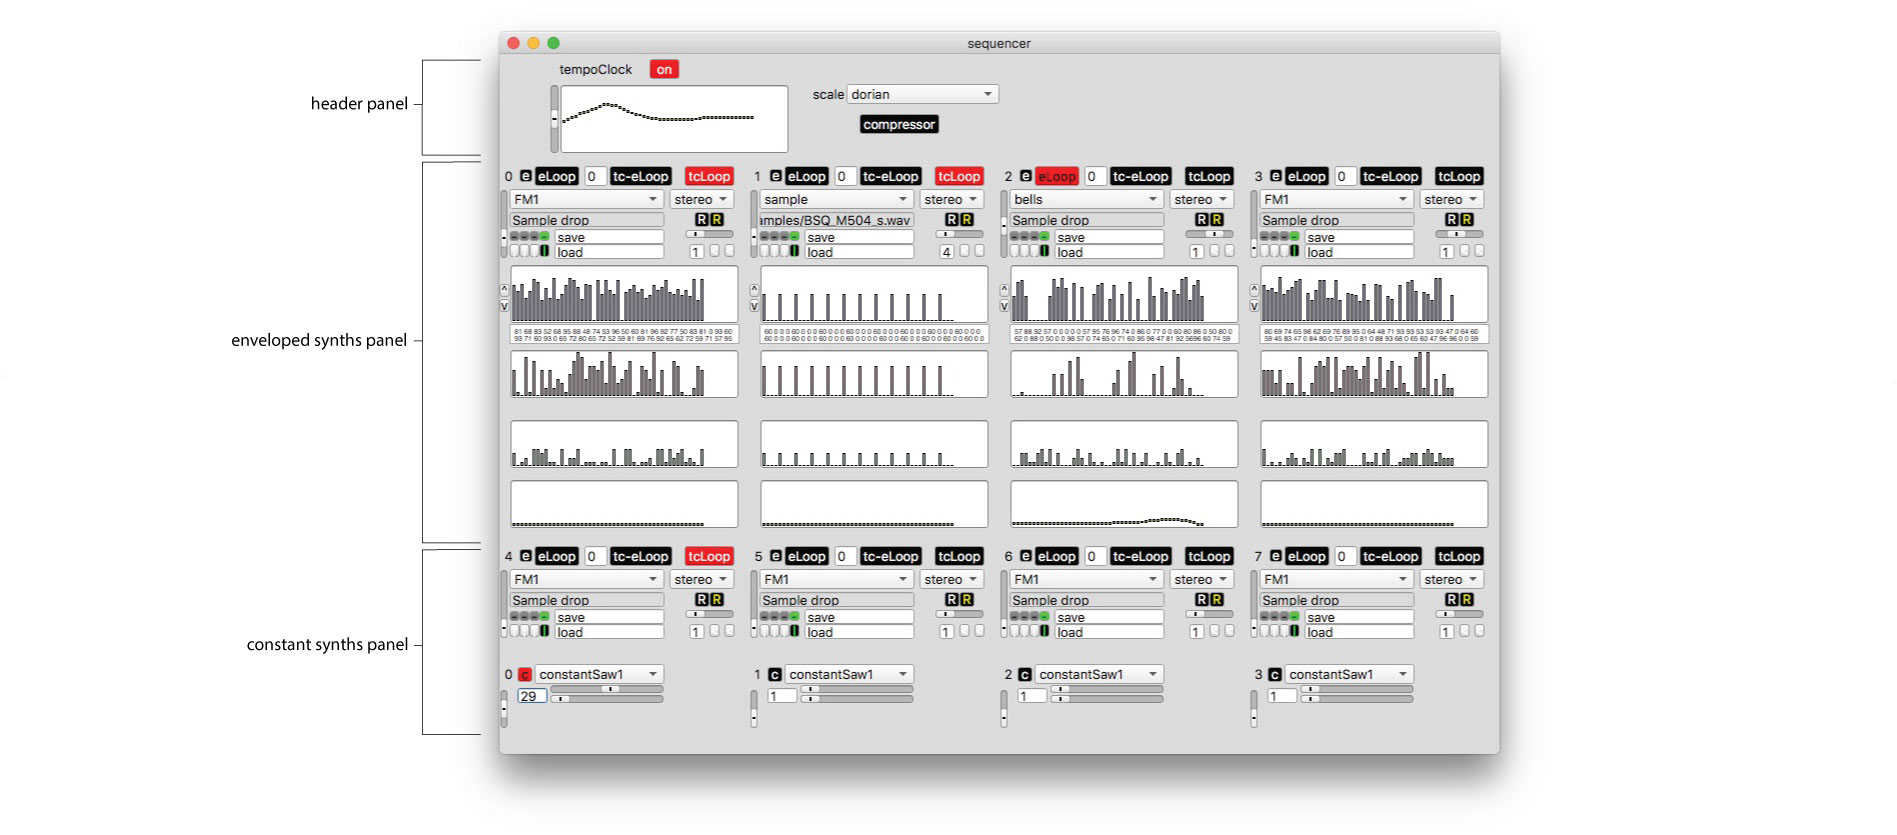 sequencer
tempoClock on
header panel
scale dorian
compressor
0 e eLoop 0 tc-eLoop tcLoop
1 e eLoop 0 tc-eLoop tcLoop
2 e eLoop 0 tc-eLoop tcLoop
3 e eLoop 0 tc-eLoop tcLoop
FM1 stereo
sample stereo
bells stereo
FM1 stereo
Sample drop R R
amples/BSQ_M504_s.wav R R
Sample drop R R
Sample drop R R
save
save
save
save
load 1
load 4
load 1
load 1
^ ^ ^ ^
v v v v
enveloped synths panel
4 e eLoop 0 tc-eLoop tcLoop
5 e eLoop 0 tc-eLoop tcLoop
6 e eLoop 0 tc-eLoop tcLoop
7 e eLoop 0 tc-eLoop tcLoop
FM1 stereo
FM1 stereo
FM1 stereo
FM1 stereo
Sample drop R R
Sample drop R R
Sample drop R R
Sample drop R R
save
save
save
save
load 1
load 1
load 1
load 1
constant synths panel
0 c constantSaw1
1 c constantSaw1
2 c constantSaw1
3 c constantSaw1
29
1
1
1